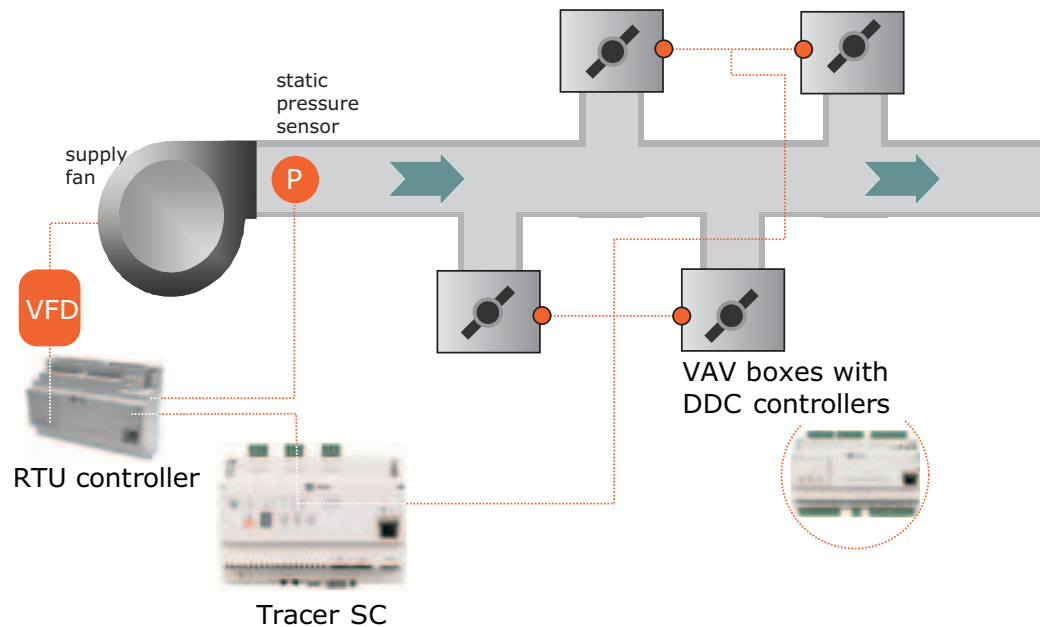 static
pressure
sensor
supply
fan
P
VFD
VAV boxes with
DDC controllers
RTU controller
Tracer SC